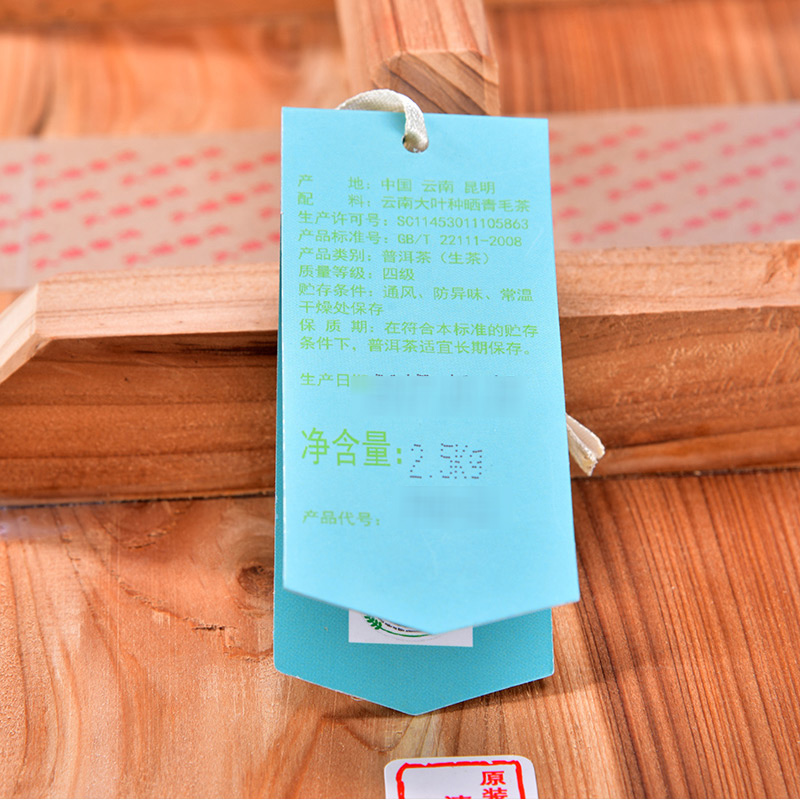 产 地：中国 云南 昆明
配 料：云南大叶种晒青毛茶
生产许可号：SC11453011105863
产品标准号：GB/T 22111-2008
产品类别：普洱茶（生茶）
质量等级：四级
贮存条件：通风、防异味、常温
干燥处保存
保 质 期：在符合本标准的贮存
条件下，普洱茶适宜长期保存。
生产日
净含量：2.5Kg
产品代号：
原装